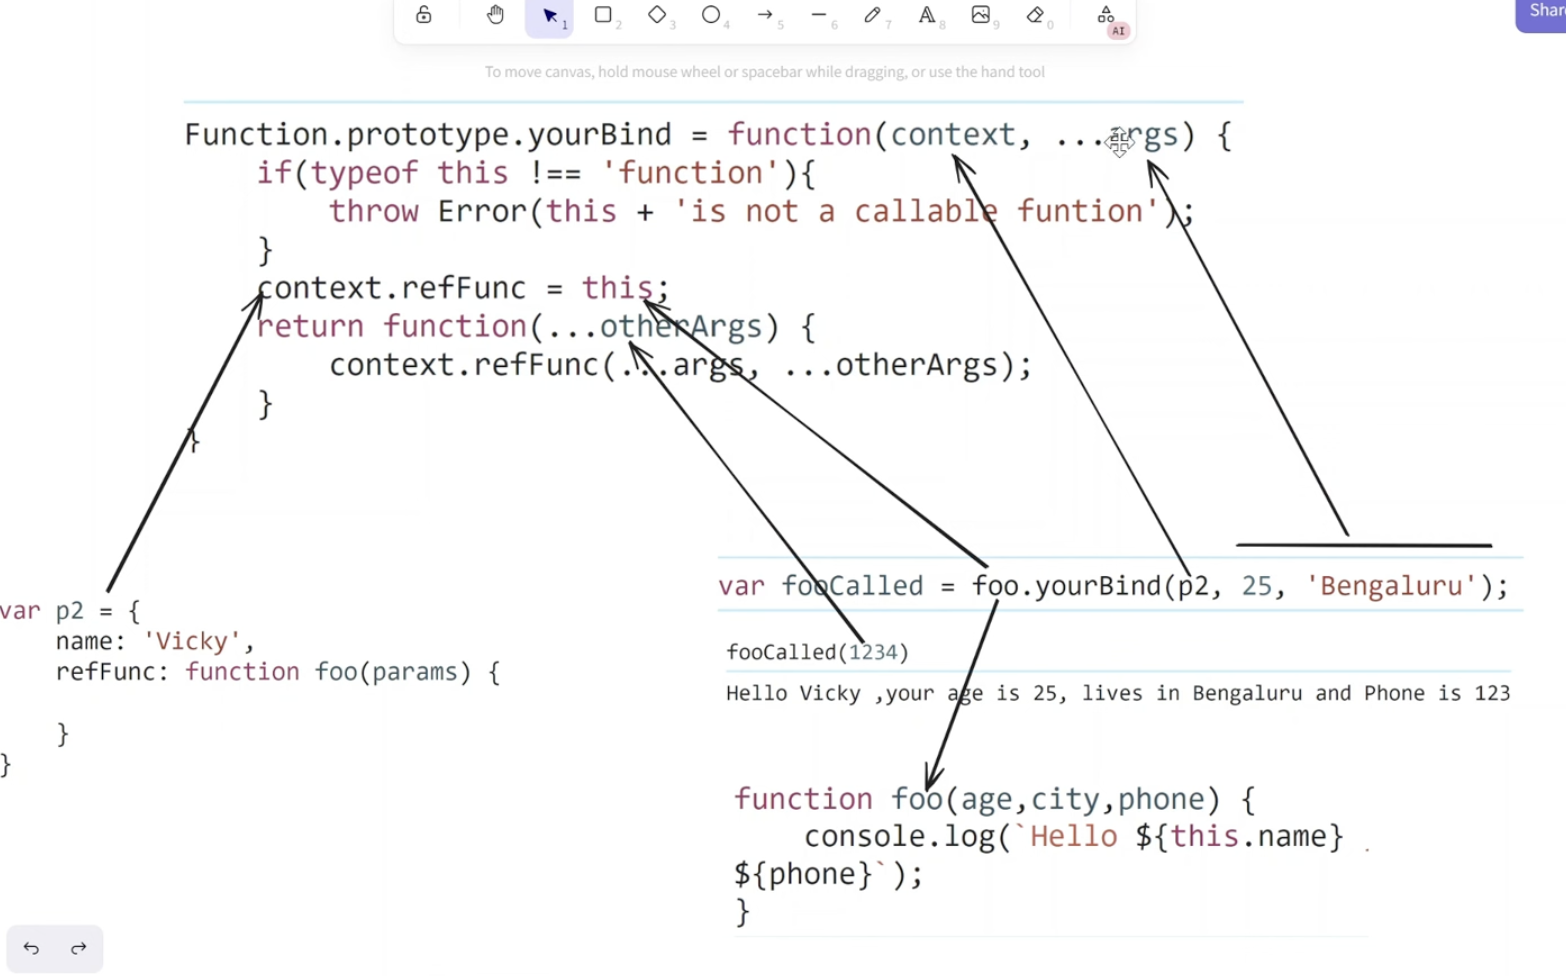 1 2 3 4 5 6 7 8 9 0 AI
To move canvas, hold mouse wheel or spacebar while dragging, or use the hand tool
Function.prototype.yourBind = function(context, ...args) {
if(typeof this !== 'function'){
throw Error(this + 'is not a callable funtion');
}
context.refFunc = this;
return function(...otherArgs) {
context.refFunc(...args, ...otherArgs);
}
}
var p2 = {
name: 'Vicky',
refFunc: function foo(params) {
}
}
var fooCalled = foo.yourBind(p2, 25, 'Bengaluru');
fooCalled(1234)
Hello Vicky ,your age is 25, lives in Bengaluru and Phone is 123
function foo(age,city,phone) {
console.log(`Hello ${this.name}
${phone}`);
}